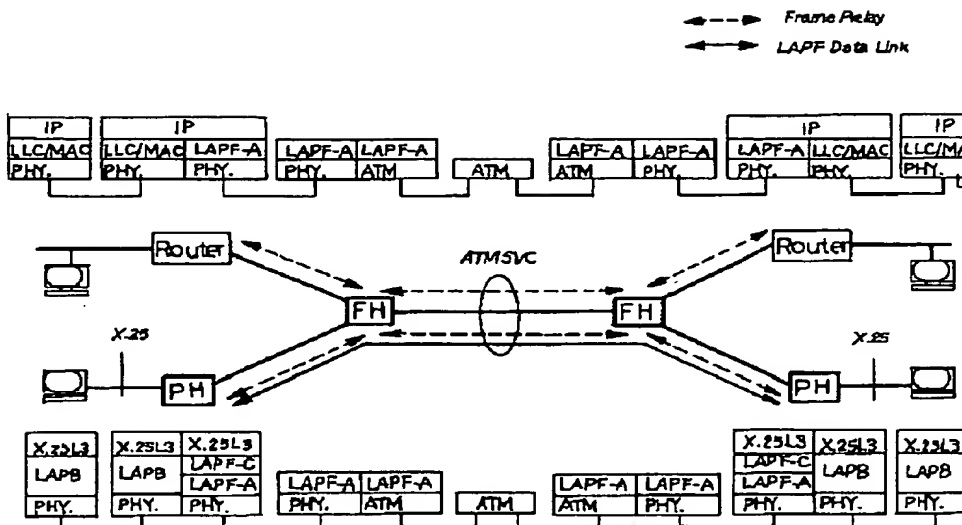 Frame Relay
LAPF Data Link
IP IP IP IP
LLC/MAC LLC/MAC LAPF-A LAPF-A LAPF-A LAPF-A LAPF-A LAPF-A LLC/MAC
PHY. PHY. PHY. PHY. ATM ATM ATM PHY. PHY. PHY. PHY.
Router ATM SVC Router
FH FH
X.25 X.25
PH PH
X.25L3 X.25L3 X.25L3 X.25L3 X.25L3 X.25L3
LAPB LAPB LAPF-C LAPF-C LAPB LAPB
LAPF-A LAPF-A LAPF-A LAPF-A LAPF-A LAPF-A
PHY. PHY. PHY. PHY. ATM ATM ATM PHY. PHY. PHY. PHY.